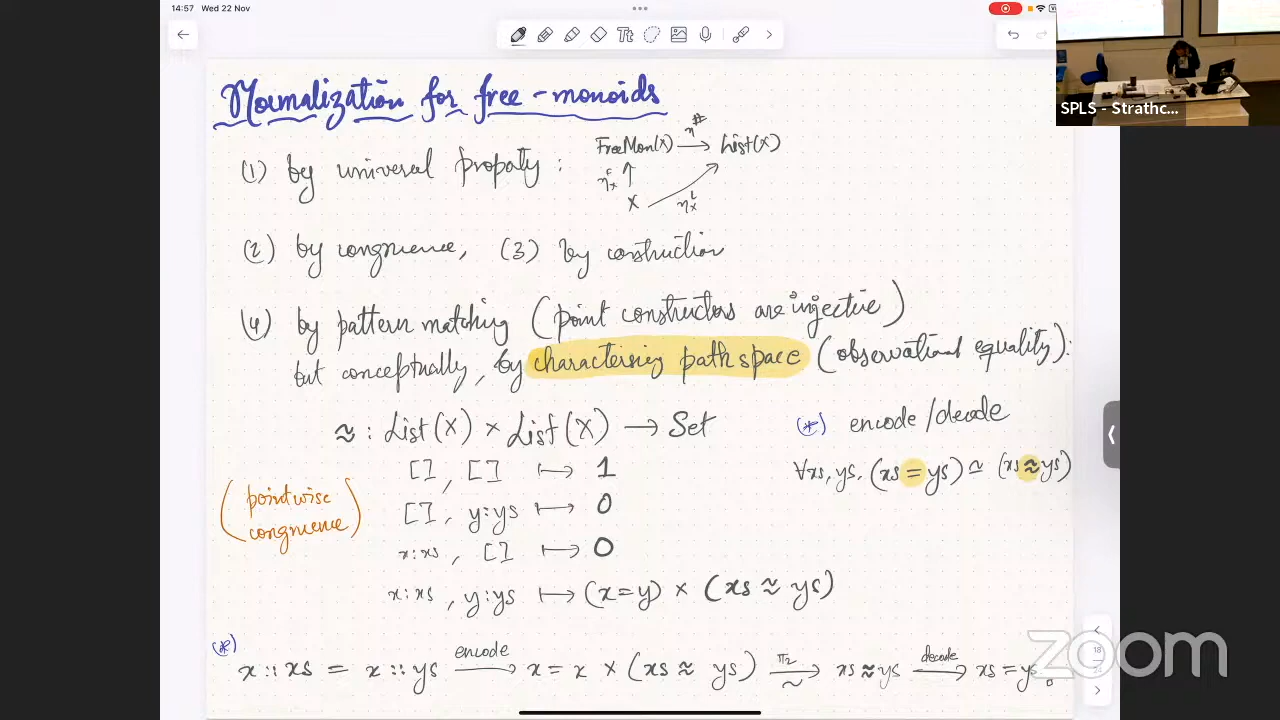 14:57 Wed 22 Nov
SPLS - Strathc...
Normalization for free-monoids
(1) by universal property :
FreeMon(X) → List(X)
η#
η^F_X
X
η^L_X
(2) by congruence, (3) by construction
(4) by pattern matching (point constructors are injective)
but conceptually, by characterising path space (observational equality):
≈ : List(X) × List(X) → Set
[], [] ↦ 1
[], y:ys ↦ 0
x:xs, [] ↦ 0
x:xs, y:ys ↦ (x=y) × (xs ≈ ys)
(pointwise
congruence)
(*) encode/decode
∀xs, ys. (xs = ys) ≃ (xs ≈ ys)
(*)
x :: xs = x :: ys →encode x = x × (xs ≈ ys) →π2 ~ xs ≈ ys →decode xs = ys
zoom
18